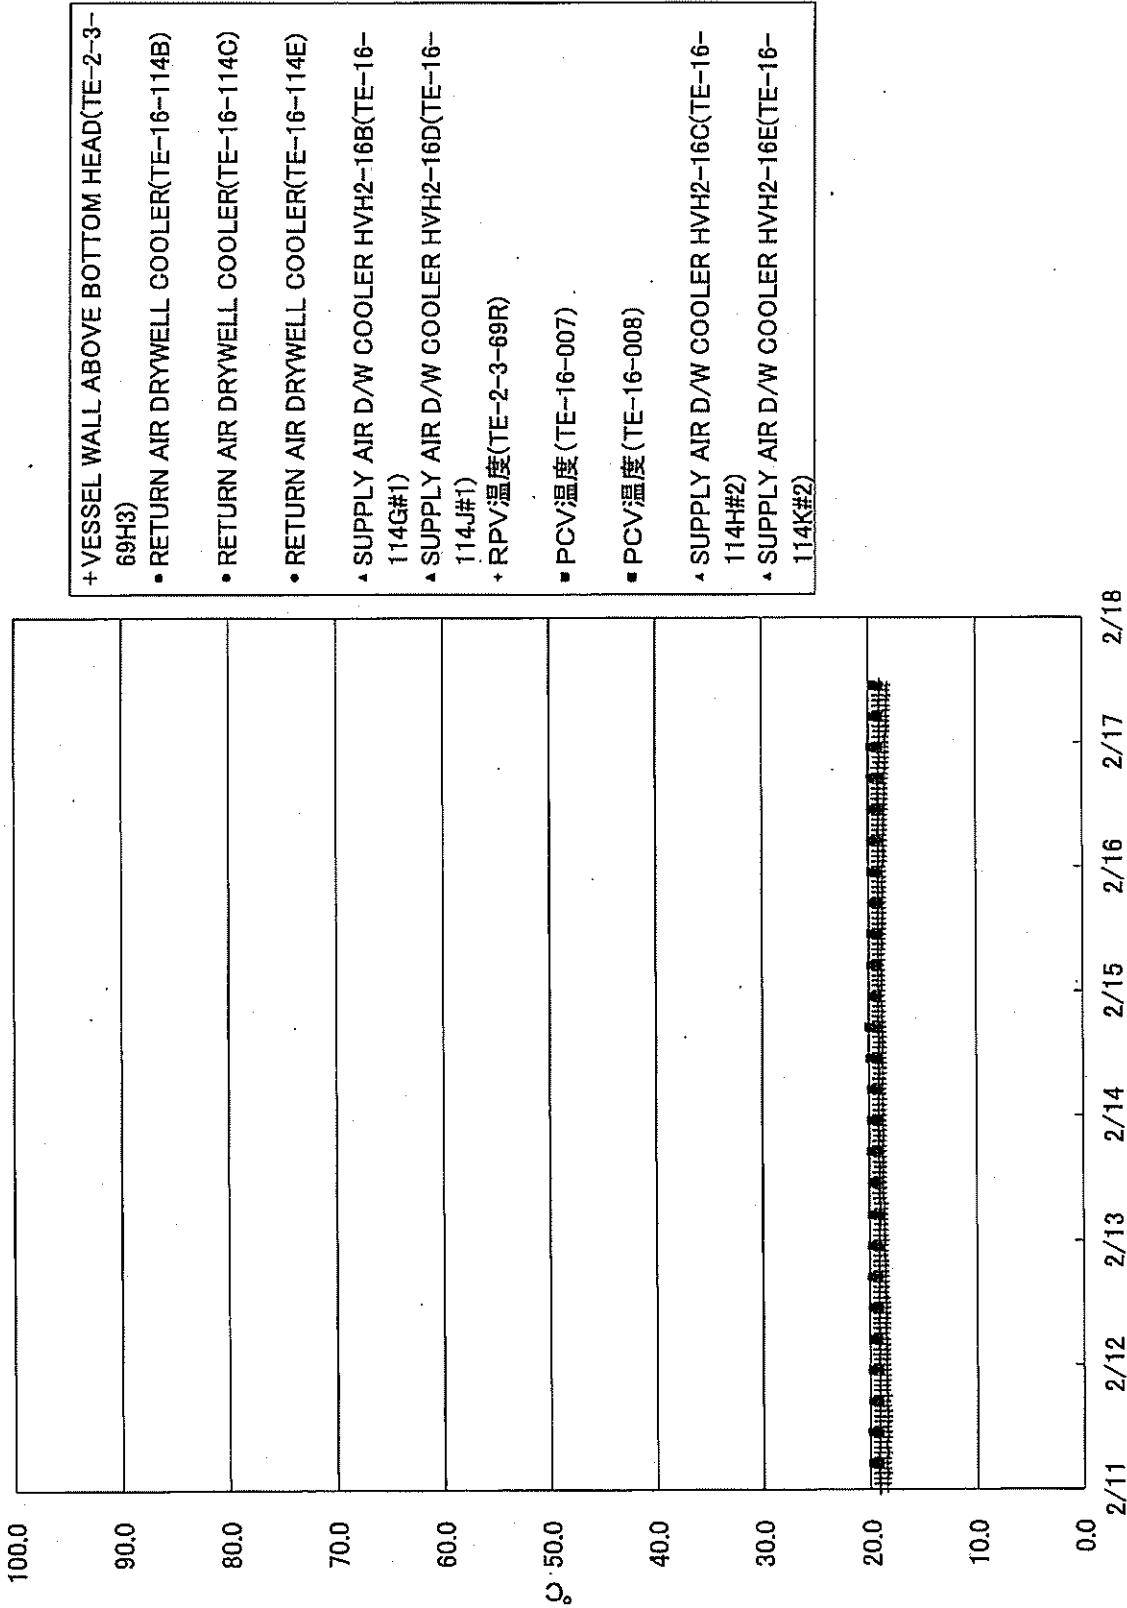 100.0
90.0
80.0
70.0
60.0
50.0
40.0
30.0
20.0
10.0
0.0
℃
2/11
2/12
2/13
2/14
2/15
2/16
2/17
2/18
+VESSEL WALL ABOVE BOTTOM HEAD(TE-2-3-
69H3)
• RETURN AIR DRYWELL COOLER(TE-16-114B)
• RETURN AIR DRYWELL COOLER(TE-16-114C)
• RETURN AIR DRYWELL COOLER(TE-16-114E)
▲ SUPPLY AIR D/W COOLER HVH2-16B(TE-16-
114G#1)
▲ SUPPLY AIR D/W COOLER HVH2-16D(TE-16-
114J#1)
+ RPV温度(TE-2-3-69R)
■ PCV温度(TE-16-007)
■ PCV温度(TE-16-008)
▲ SUPPLY AIR D/W COOLER HVH2-16C(TE-16-
114H#2)
▲ SUPPLY AIR D/W COOLER HVH2-16E(TE-16-
114K#2)